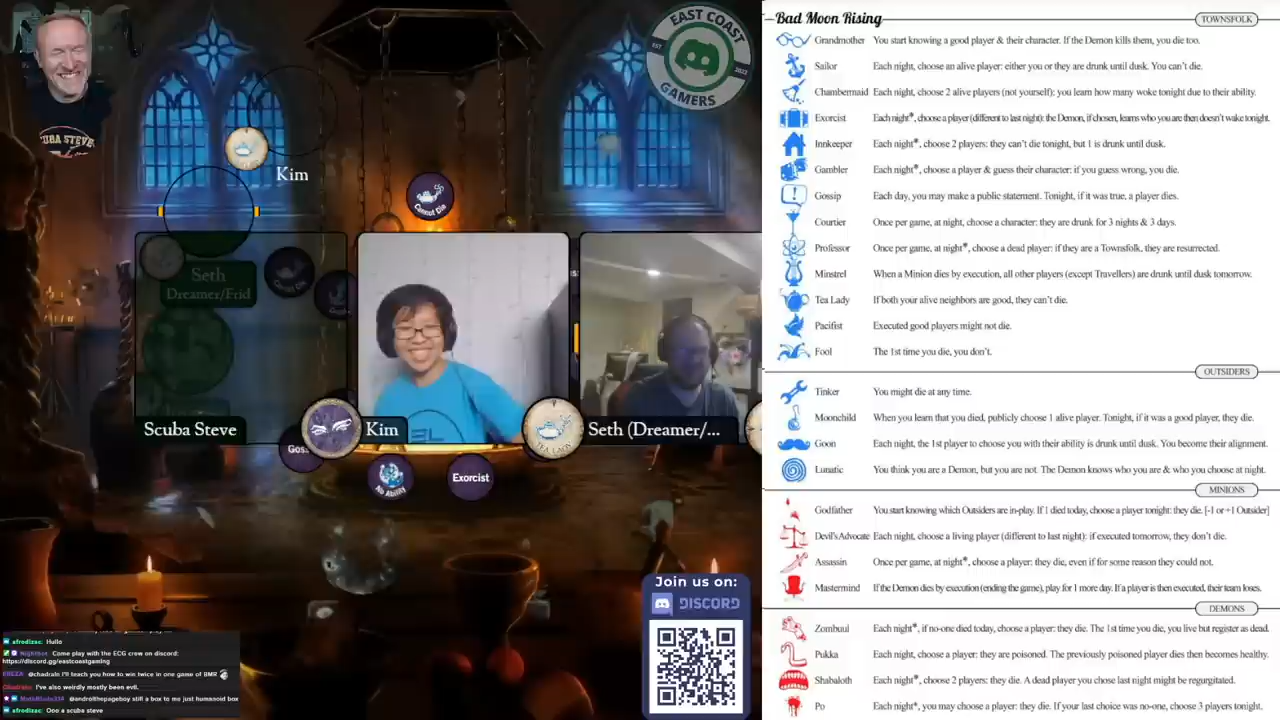 EAST COAST
EST
2022
GAMERS
UBA STEVE
Kim
Cannot Die
Seth
Dreamer/Frid
Scuba Steve
Kim
Seth (Dreamer/...
TEA LADY
Goss
No Ability
Exorcist
Join us on:
DISCORD
afrodizac: Hullo
Nightbot: Come play with the ECG crew on discord:
https://discord.gg/eastcoastgaming
@chadrain I'll teach you how to win twice in one game of BMR
I've also weirdly mostly been evil.
@androithepageboy still a box to me just humanoid box
afrodizac: Ooo a scuba steve
Bad Moon Rising
TOWNSFOLK
Grandmother You start knowing a good player & their character. If the Demon kills them, you die too.
Sailor Each night, choose an alive player: either you or they are drunk until dusk. You can't die.
Chambermaid Each night, choose 2 alive players (not yourself): you learn how many woke tonight due to their ability.
Exorcist Each night*, choose a player (different to last night): the Demon, if chosen, learns who you are then doesn't wake tonight.
Innkeeper Each night*, choose 2 players: they can't die tonight, but 1 is drunk until dusk.
Gambler Each night*, choose a player & guess their character: if you guess wrong, you die.
Gossip Each day, you may make a public statement. Tonight, if it was true, a player dies.
Courtier Once per game, at night, choose a character: they are drunk for 3 nights & 3 days.
Professor Once per game, at night*, choose a dead player: if they are a Townsfolk, they are resurrected.
Minstrel When a Minion dies by execution, all other players (except Travellers) are drunk until dusk tomorrow.
Tea Lady If both your alive neighbors are good, they can't die.
Pacifist Executed good players might not die.
Fool The 1st time you die, you don't.
OUTSIDERS
Tinker You might die at any time.
Moonchild When you learn that you died, publicly choose 1 alive player. Tonight, if it was a good player, they die.
Goon Each night, the 1st player to choose you with their ability is drunk until dusk. You become their alignment.
Lunatic You think you are a Demon, but you are not. The Demon knows who you are & who you choose at night.
MINIONS
Godfather You start knowing which Outsiders are in-play. If 1 died today, choose a player tonight: they die. [-1 or +1 Outsider]
Devil's Advocate Each night, choose a living player (different to last night): if executed tomorrow, they don't die.
Assassin Once per game, at night*, choose a player: they die, even if for some reason they could not.
Mastermind If the Demon dies by execution (ending the game), play for 1 more day. If a player is then executed, their team loses.
DEMONS
Zombuul Each night*, if no-one died today, choose a player: they die. The 1st time you die, you live but register as dead.
Pukka Each night, choose a player: they are poisoned. The previously poisoned player dies then becomes healthy.
Shabaloth Each night*, choose 2 players: they die. A dead player you chose last night might be regurgitated.
Po Each night*, you may choose a player: they die. If your last choice was no-one, choose 3 players tonight.